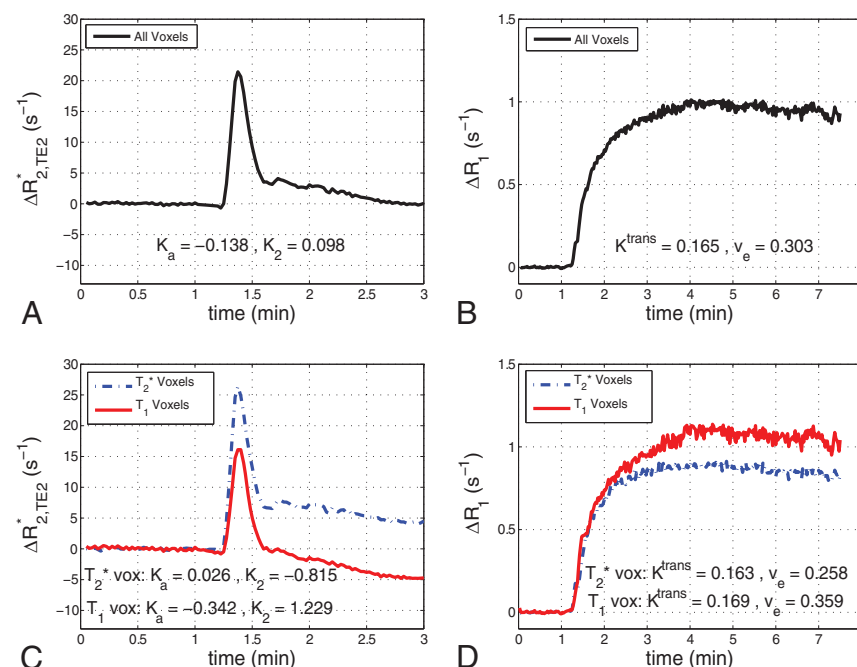 All Voxels
30
25
20
15
10
5
0
−5
−10
0 0.5 1 1.5 2 2.5 3
ΔR*2,TE2 (s−1)
Ka = −0.138 , K2 = 0.098
time (min)
A
All Voxels
1.5
1
0.5
0
0 1 2 3 4 5 6 7
ΔR1 (s−1)
Ktrans = 0.165 , ve = 0.303
time (min)
B
T2* Voxels
T1 Voxels
30
25
20
15
10
5
0
−5
−10
0 0.5 1 1.5 2 2.5 3
ΔR*2,TE2 (s−1)
T2* vox: Ka = 0.026 , K2 = −0.815
T1 vox: Ka = −0.342 , K2 = 1.229
time (min)
C
T2* Voxels
T1 Voxels
1.5
1
0.5
0
0 1 2 3 4 5 6 7
ΔR1 (s−1)
T2* vox: Ktrans = 0.163 , ve = 0.258
T1 vox: Ktrans = 0.169 , ve = 0.359
time (min)
D